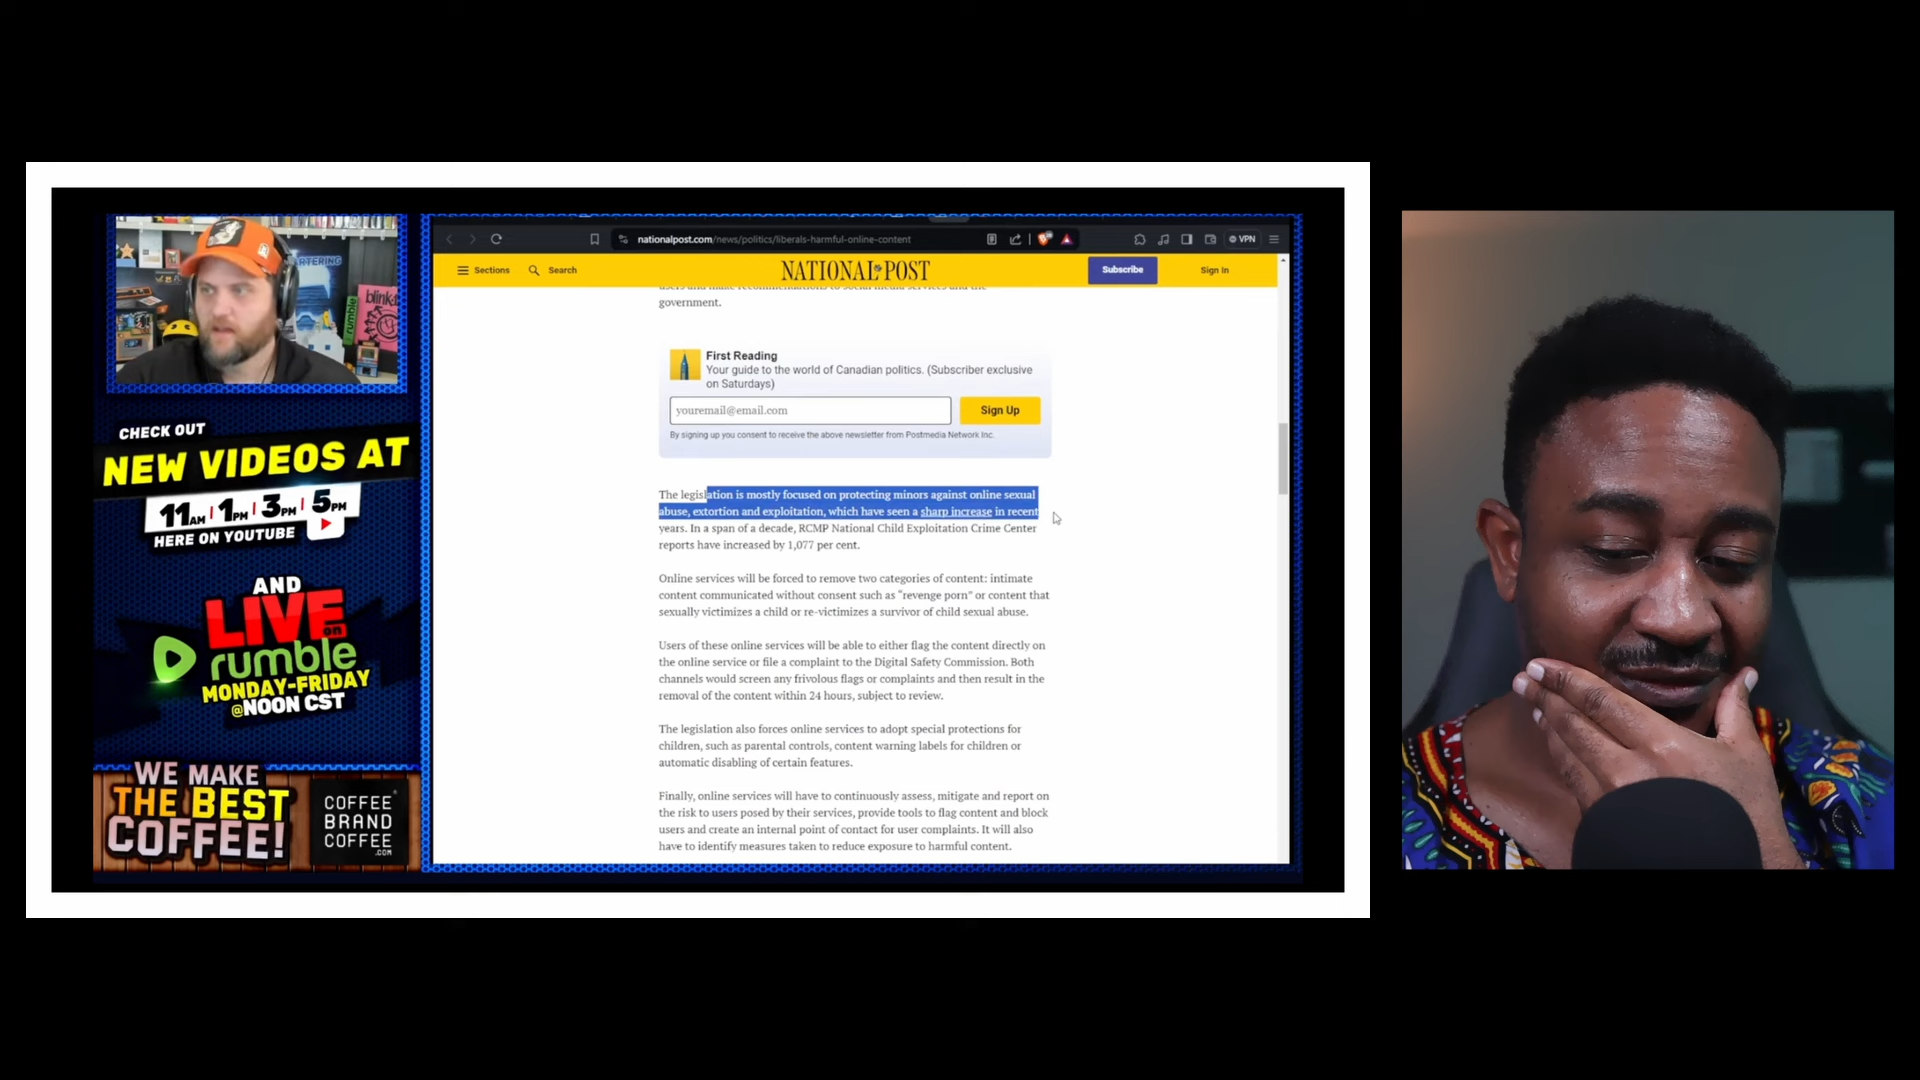 CHECK OUT
NEW VIDEOS AT
11AM | 1PM | 3PM | 5PM
HERE ON YOUTUBE
AND
LIVE on
rumble
MONDAY-FRIDAY
@NOON CST
WE MAKE
THE BEST
COFFEE!
COFFEE
BRAND
COFFEE
.COM
rumble
nationalpost.com/news/politics/liberals-harmful-online-content
VPN
Sections
Search
NATIONAL POST
Subscribe
Sign In
users and make recommendations to social media services and the
government.
First Reading
Your guide to the world of Canadian politics. (Subscriber exclusive
on Saturdays)
youremail@email.com
Sign Up
By signing up you consent to receive the above newsletter from Postmedia Network Inc.
The legislation is mostly focused on protecting minors against online sexual
abuse, extortion and exploitation, which have seen a sharp increase in recent
years. In a span of a decade, RCMP National Child Exploitation Crime Center
reports have increased by 1,077 per cent.
Online services will be forced to remove two categories of content: intimate
content communicated without consent such as “revenge porn” or content that
sexually victimizes a child or re-victimizes a survivor of child sexual abuse.
Users of these online services will be able to either flag the content directly on
the online service or file a complaint to the Digital Safety Commission. Both
channels would screen any frivolous flags or complaints and then result in the
removal of the content within 24 hours, subject to review.
The legislation also forces online services to adopt special protections for
children, such as parental controls, content warning labels for children or
automatic disabling of certain features.
Finally, online services will have to continuously assess, mitigate and report on
the risk to users posed by their services, provide tools to flag content and block
users and create an internal point of contact for user complaints. It will also
have to identify measures taken to reduce exposure to harmful content.